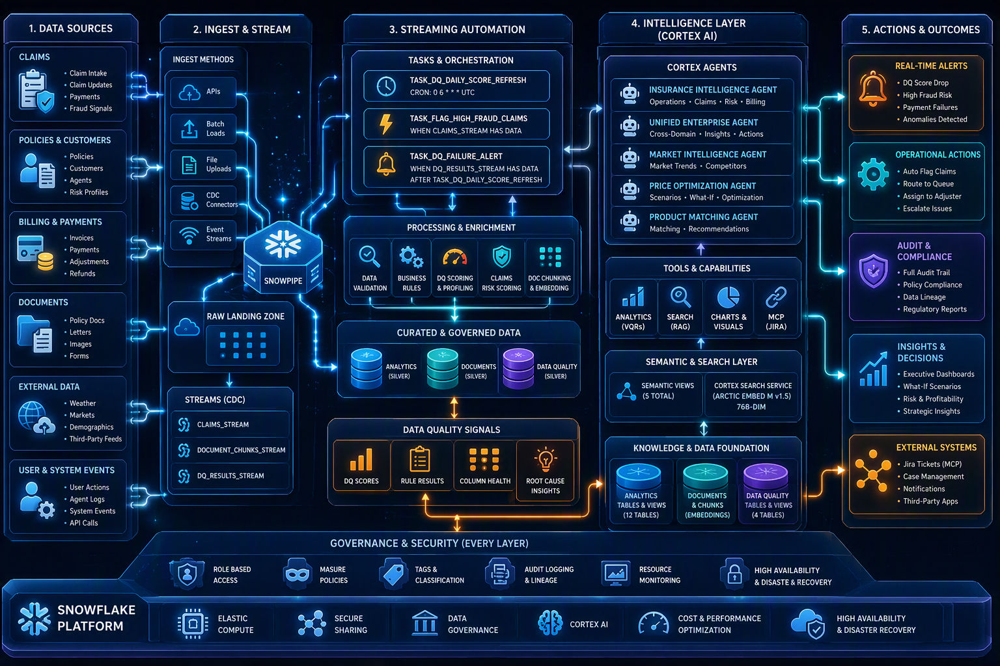 1. DATA SOURCES
CLAIMS
• Claim Intake
• Claim Updates
• Payments
• Fraud Signals
POLICIES & CUSTOMERS
• Policies
• Customers
• Agents
• Risk Profiles
BILLING & PAYMENTS
• Invoices
• Payments
• Adjustments
• Refunds
DOCUMENTS
• Policy Docs
• Letters
• Images
• Forms
EXTERNAL DATA
• Weather
• Markets
• Demographics
• Third-Party Feeds
USER & SYSTEM EVENTS
• User Actions
• Agent Logs
• System Events
• API Calls
2. INGEST & STREAM
INGEST METHODS
APIs
Batch
Loads
File
Uploads
CDC
Connectors
Event
Streams
SNOWPIPE
RAW LANDING ZONE
STREAMS (CDC)
CLAIMS_STREAM
DOCUMENT_CHUNKS_STREAM
DQ_RESULTS_STREAM
3. STREAMING AUTOMATION
TASKS & ORCHESTRATION
TASK_DQ_DAILY_SCORE_REFRESH
CRON: 0 6 * * * UTC
TASK_FLAG_HIGH_FRAUD_CLAIMS
WHEN CLAIMS_STREAM HAS DATA
TASK_DQ_FAILURE_ALERT
WHEN DQ_RESULTS_STREAM HAS DATA
AFTER TASK_DQ_DAILY_SCORE_REFRESH
PROCESSING & ENRICHMENT
DATA
VALIDATION
BUSINESS
RULES
DQ SCORING
& PROFILING
CLAIMS
RISK SCORING
DOC CHUNKING
& EMBEDDING
CURATED & GOVERNED DATA
ANALYTICS
(SILVER)
DOCUMENTS
(SILVER)
DATA QUALITY
(SILVER)
DATA QUALITY SIGNALS
DQ SCORES
RULE RESULTS
COLUMN HEALTH
ROOT CAUSE
INSIGHTS
4. INTELLIGENCE LAYER
(CORTEX AI)
CORTEX AGENTS
INSURANCE INTELLIGENCE AGENT
Operations • Claims • Risk • Billing
UNIFIED ENTERPRISE AGENT
Cross-Domain • Insights • Actions
MARKET INTELLIGENCE AGENT
Market Trends • Competitors
PRICE OPTIMIZATION AGENT
Scenarios • What-If • Optimization
PRODUCT MATCHING AGENT
Matching • Recommendations
TOOLS & CAPABILITIES
ANALYTICS
(VQRs)
SEARCH
(RAG)
CHARTS &
VISUALS
MCP
(JIRA)
SEMANTIC & SEARCH LAYER
SEMANTIC VIEWS
(5 TOTAL)
CORTEX SEARCH SERVICE
(ARCTIC EMBED M v1.5)
76B-DIM
KNOWLEDGE & DATA FOUNDATION
ANALYTICS
TABLES & VIEWS
(12 TABLES)
DOCUMENTS
& CHUNKS
(EMBEDDINGS)
DATA QUALITY
TABLES & VIEWS
(4 TABLES)
5. ACTIONS & OUTCOMES
REAL-TIME ALERTS
• DQ Score Drop
• High Fraud Risk
• Payment Failures
• Anomalies Detected
OPERATIONAL ACTIONS
• Auto Flag Claims
• Route to Queue
• Assign to Adjuster
• Escalate Issues
AUDIT &
COMPLIANCE
• Full Audit Trail
• Policy Compliance
• Data Lineage
• Regulatory Reports
INSIGHTS &
DECISIONS
• Executive Dashboards
• What-If Scenarios
• Risk & Profitability
• Strategic Insights
EXTERNAL SYSTEMS
• Jira Tickets (MCP)
• Case Management
• Notifications
• Third-Party Apps
GOVERNANCE & SECURITY (EVERY LAYER)
ROLE BASED
ACCESS
MASURE
POLICIES
TAGS &
CLASSIFICATION
AUDIT LOGGING
& LINEAGE
RESOURCE
MONITORING
HIGH AVAILABILITY
& DISASTE & RECOVERY
SNOWFLAKE
PLATFORM
ELASTIC
COMPUTE
SECURE
SHARING
DATA
GOVERNANCE
CORTEX AI
COST & PERFORMANCE
OPTIMIZATION
HIGH AVAILABILITY
& DISASTER RECOVERY